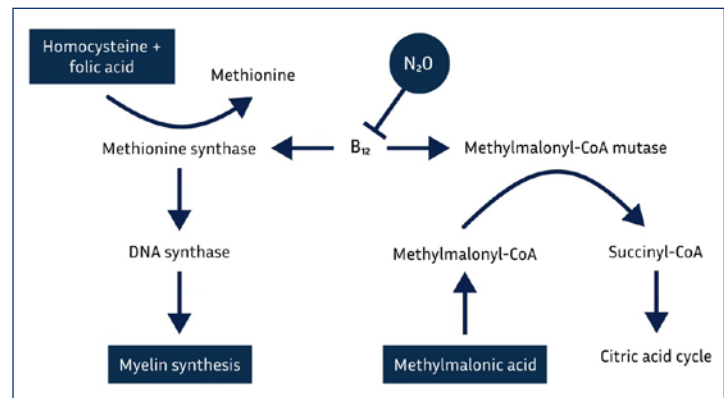 Homocysteine +
folic acid
Methionine
N₂O
Methionine synthase
B₁₂
Methylmalonyl-CoA mutase
DNA synthase
Methylmalonyl-CoA
Succinyl-CoA
Myelin synthesis
Methylmalonic acid
Citric acid cycle